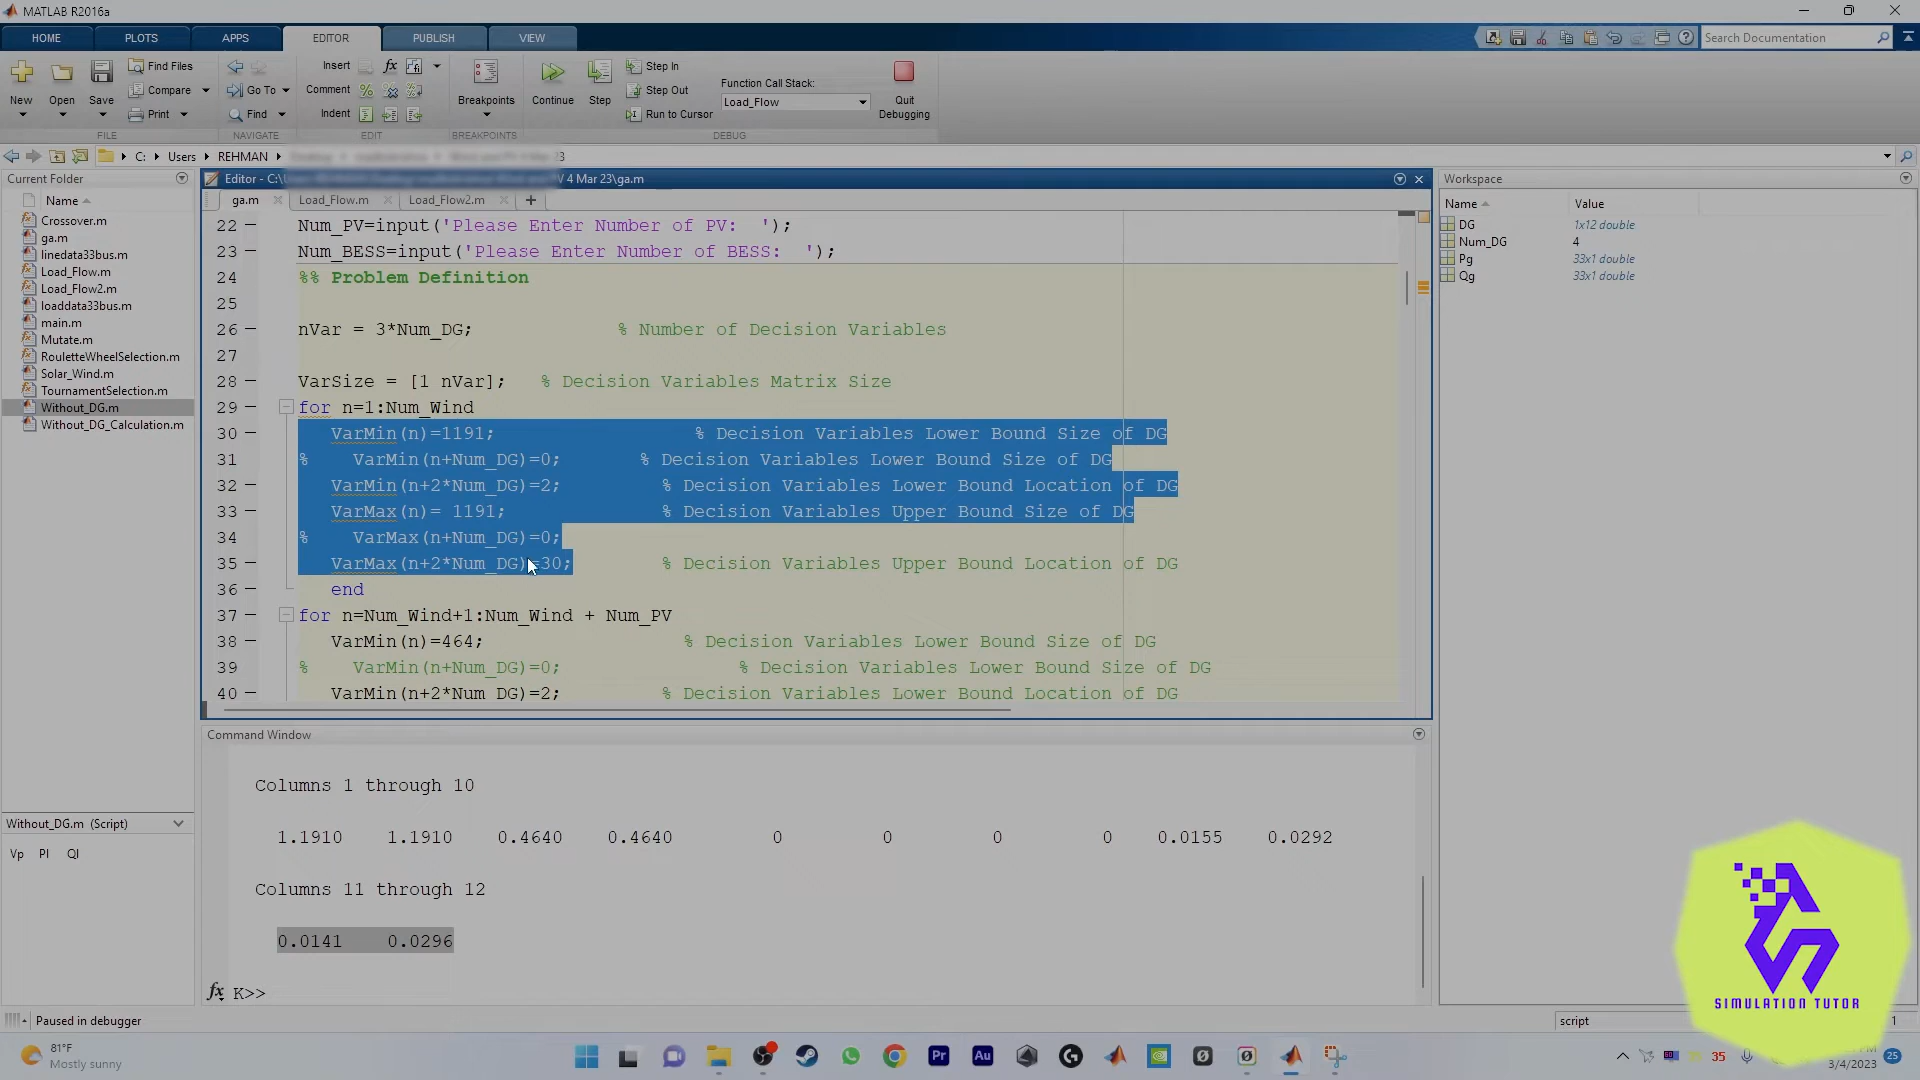 MATLAB R2016a
HOME PLOTS APPS EDITOR PUBLISH VIEW
Search Documentation
New Open Save
Find Files
Compare
Print
Go To
Find
Insert
Comment
Indent
fx
Breakpoints
Continue
Step
Step In
Step Out
Run to Cursor
Function Call Stack:
Load_Flow
Quit Debugging
FILE NAVIGATE EDIT BREAKPOINTS DEBUG
C: Users REHMAN
Current Folder
Name
Crossover.m
ga.m
linedata33bus.m
Load_Flow.m
Load_Flow2.m
loaddata33bus.m
main.m
Mutate.m
RouletteWheelSelection.m
Solar_Wind.m
TournamentSelection.m
Without_DG.m
Without_DG_Calculation.m
Without_DG.m (Script)
Vp Pl Ql
Editor - C:\ V 4 Mar 23\ga.m
ga.m Load_Flow.m Load_Flow2.m +
22 Num_PV=input('Please Enter Number of PV:  ');
23 Num_BESS=input('Please Enter Number of BESS:  ');
24 %% Problem Definition
25
26 nVar = 3*Num_DG; % Number of Decision Variables
27
28 VarSize = [1 nVar]; % Decision Variables Matrix Size
29 for n=1:Num_Wind
30 VarMin(n)=1191; % Decision Variables Lower Bound Size of DG
31 % VarMin(n+Num_DG)=0; % Decision Variables Lower Bound Size of DG
32 VarMin(n+2*Num_DG)=2; % Decision Variables Lower Bound Location of DG
33 VarMax(n)= 1191; % Decision Variables Upper Bound Size of DG
34 % VarMax(n+Num_DG)=0;
35 VarMax(n+2*Num_DG)=30; % Decision Variables Upper Bound Location of DG
36 end
37 for n=Num_Wind+1:Num_Wind + Num_PV
38 VarMin(n)=464; % Decision Variables Lower Bound Size of DG
39 % VarMin(n+Num_DG)=0; % Decision Variables Lower Bound Size of DG
40 VarMin(n+2*Num_DG)=2; % Decision Variables Lower Bound Location of DG
Workspace
Name Value
DG 1x12 double
Num_DG 4
Pg 33x1 double
Qg 33x1 double
Command Window
Columns 1 through 10
1.1910 1.1910 0.4640 0.4640 0 0 0 0 0.0155 0.0292
Columns 11 through 12
0.0141 0.0296
fx K>>
SIMULATION TUTOR
Paused in debugger
script
1
81°F
Mostly sunny
Pr
Au
35
3/4/2023
25